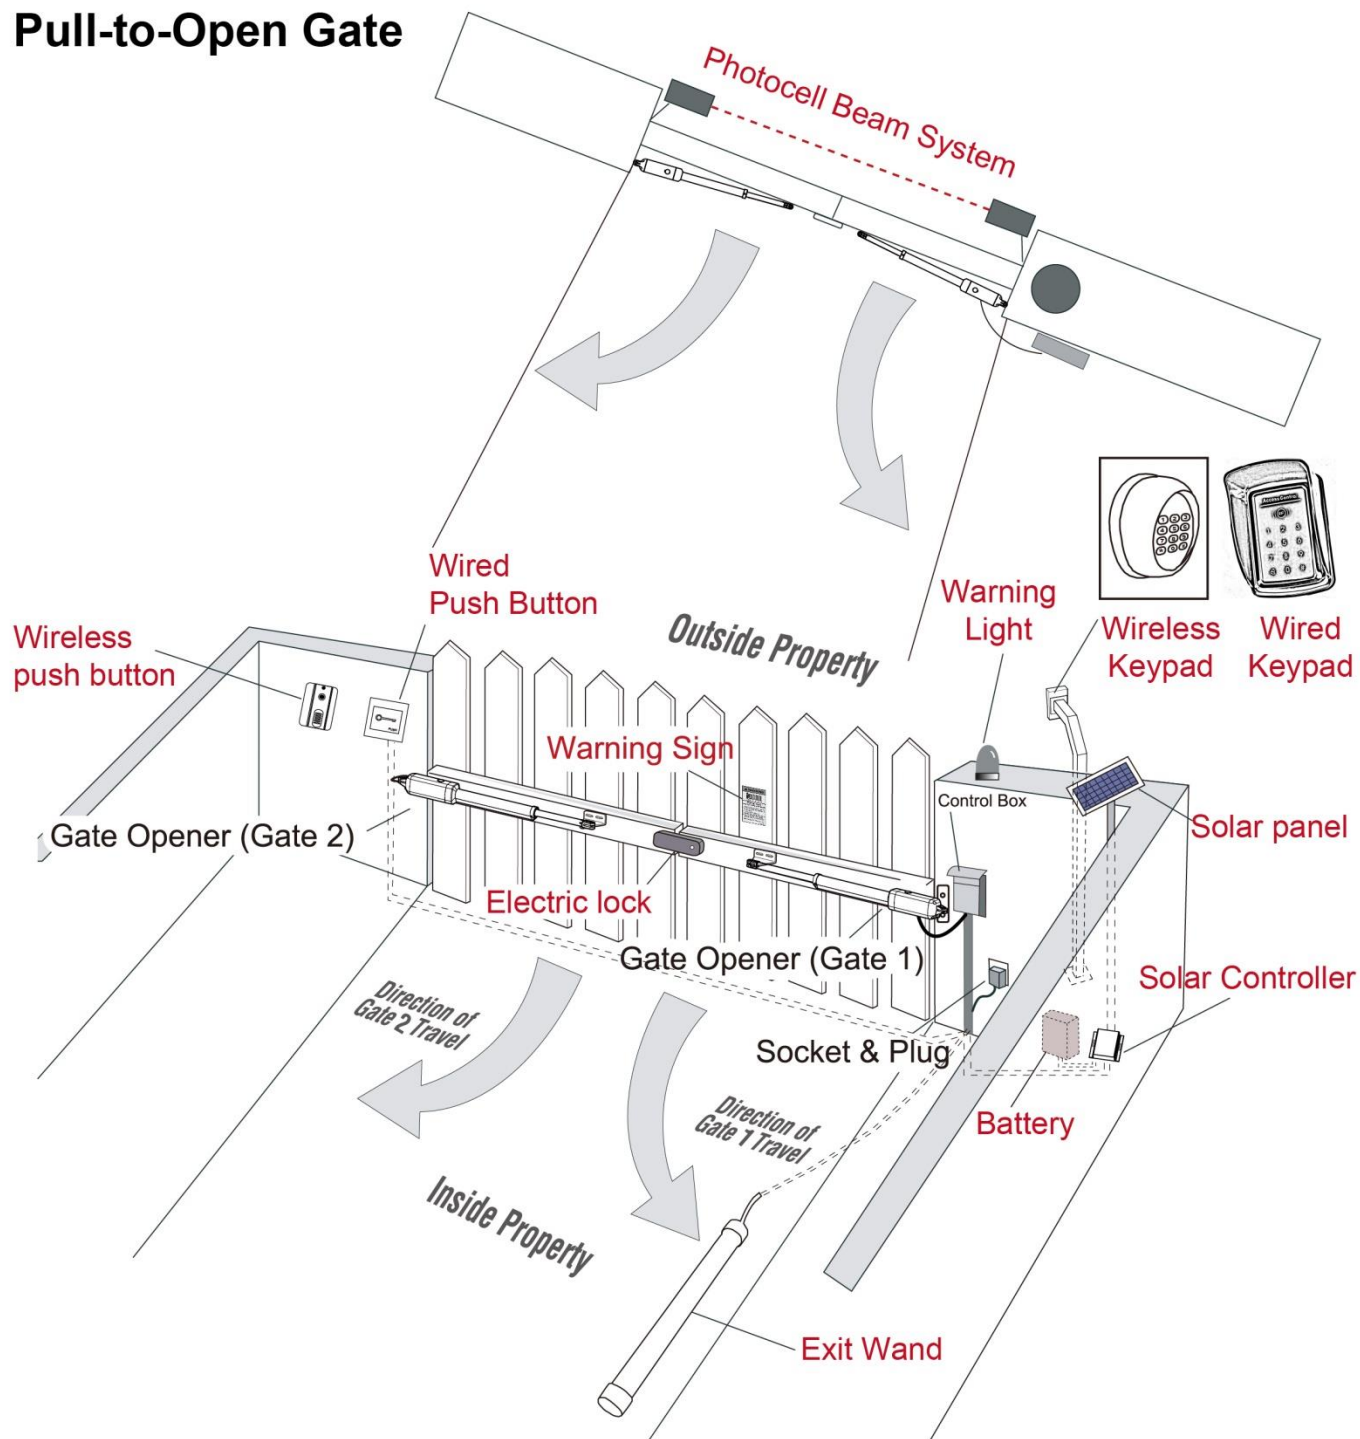 Pull-to-Open Gate
Photocell Beam System
Wired
Push Button
Wireless
push button
Outside Property
Warning
Light
Wireless
Keypad
Wired
Keypad
Warning Sign
Control Box
Solar panel
Gate Opener (Gate 2)
Electric lock
Gate Opener (Gate 1)
Solar Controller
Direction of
Gate 2 Travel
Socket & Plug
Battery
Direction of
Gate 1 Travel
Inside Property
Exit Wand